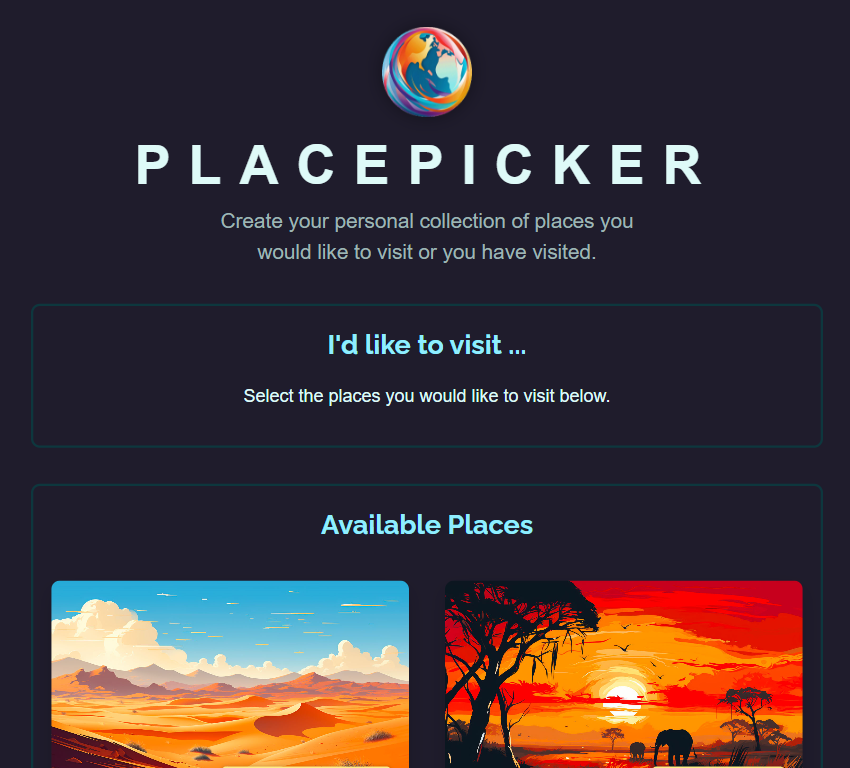 PLACEPICKER
Create your personal collection of places you
would like to visit or you have visited.
I'd like to visit ...
Select the places you would like to visit below.
Available Places